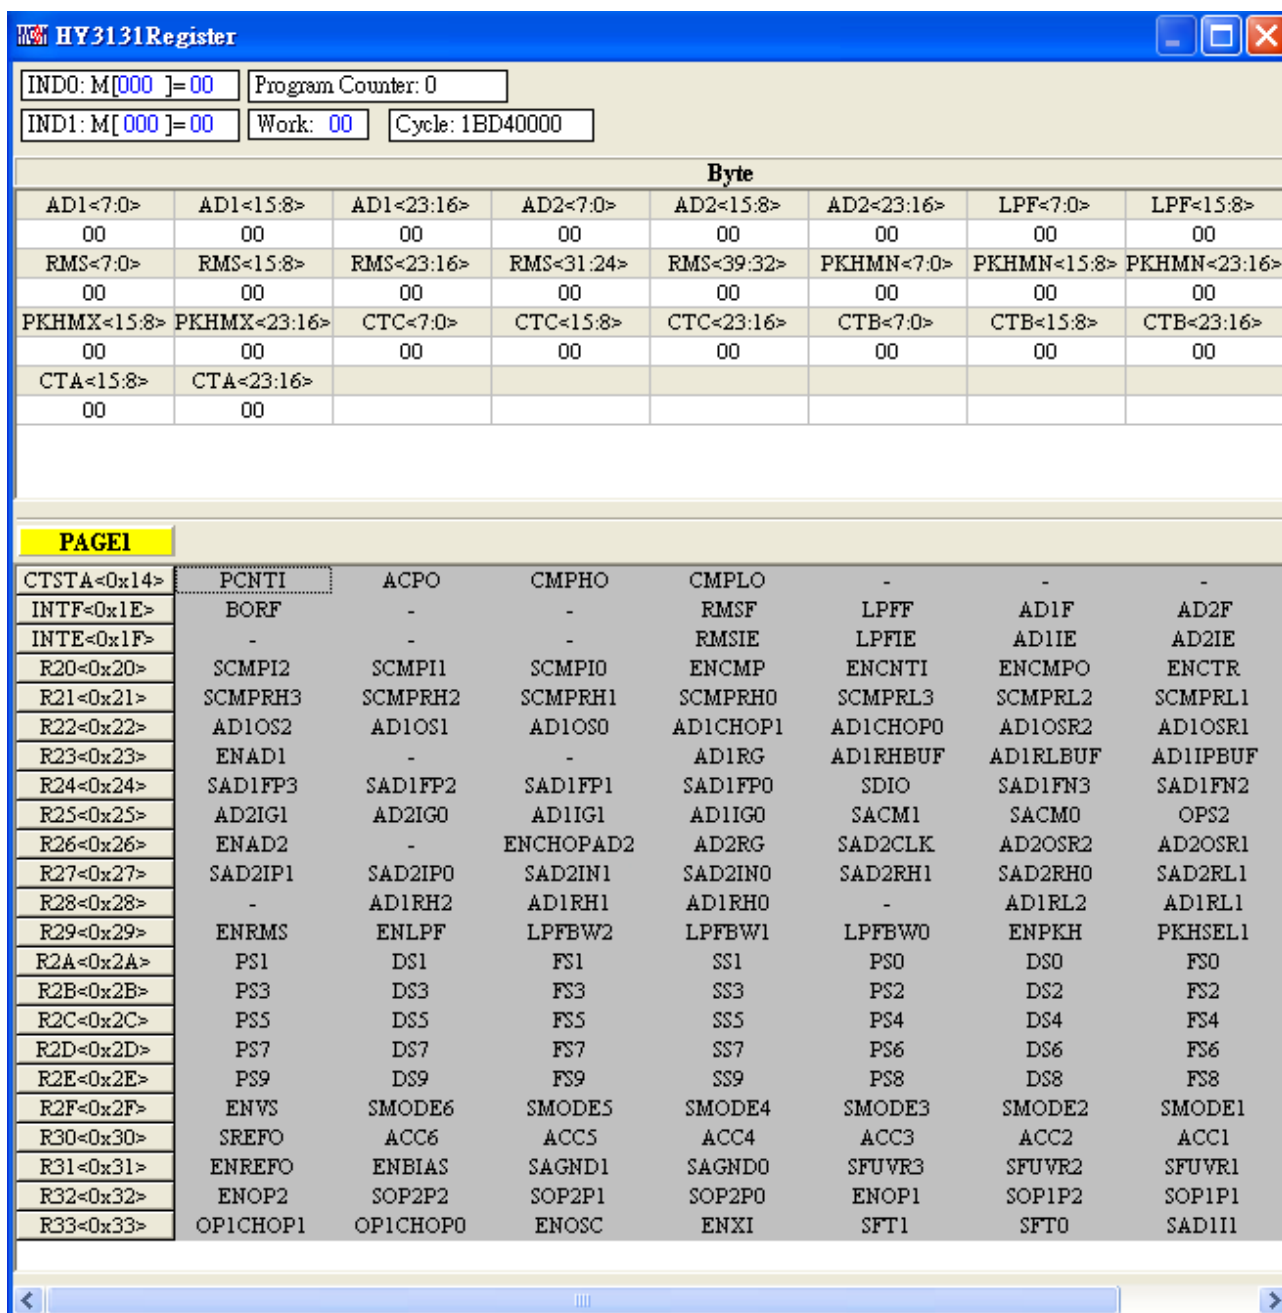 HY3131Register
IND0: M[000 ]= 00 Program Counter: 0
IND1: M[ 000 ]= 00 Work: 00 Cycle: 1BD40000
Byte
AD1<7:0> AD1<15:8> AD1<23:16> AD2<7:0> AD2<15:8> AD2<23:16> LPF<7:0> LPF<15:8>
00 00 00 00 00 00 00 00
RMS<7:0> RMS<15:8> RMS<23:16> RMS<31:24> RMS<39:32> PKHMN<7:0> PKHMN<15:8> PKHMN<23:16>
00 00 00 00 00 00 00 00
PKHMX<15:8> PKHMX<23:16> CTC<7:0> CTC<15:8> CTC<23:16> CTB<7:0> CTB<15:8> CTB<23:16>
00 00 00 00 00 00 00 00
CTA<15:8> CTA<23:16>
00 00
PAGE1
CTSTA<0x14> PCNTI ACPO CMPHO CMPLO - - -
INTF<0x1E> BORF - - RMSF LPFF AD1F AD2F
INTE<0x1F> - - - RMSIE LPFIE AD1IE AD2IE
R20<0x20> SCMPI2 SCMPI1 SCMPI0 ENCMP ENCNTI ENCMPO ENCTR
R21<0x21> SCMPRH3 SCMPRH2 SCMPRH1 SCMPRH0 SCMPRL3 SCMPRL2 SCMPRL1
R22<0x22> AD1OS2 AD1OS1 AD1OS0 AD1CHOP1 AD1CHOP0 AD1OSR2 AD1OSR1
R23<0x23> ENAD1 - - AD1RG AD1RHBUF AD1RLBUF AD1IPBUF
R24<0x24> SAD1FP3 SAD1FP2 SAD1FP1 SAD1FP0 SDIO SAD1FN3 SAD1FN2
R25<0x25> AD2IG1 AD2IG0 AD1IG1 AD1IG0 SACM1 SACM0 OPS2
R26<0x26> ENAD2 - ENCHOPAD2 AD2RG SAD2CLK AD2OSR2 AD2OSR1
R27<0x27> SAD2IP1 SAD2IP0 SAD2IN1 SAD2IN0 SAD2RH1 SAD2RH0 SAD2RL1
R28<0x28> - AD1RH2 AD1RH1 AD1RH0 - AD1RL2 AD1RL1
R29<0x29> ENRMS ENLPF LPFBW2 LPFBW1 LPFBW0 ENPKH PKHSEL1
R2A<0x2A> PS1 DS1 FS1 SS1 PS0 DS0 FS0
R2B<0x2B> PS3 DS3 FS3 SS3 PS2 DS2 FS2
R2C<0x2C> PS5 DS5 FS5 SS5 PS4 DS4 FS4
R2D<0x2D> PS7 DS7 FS7 SS7 PS6 DS6 FS6
R2E<0x2E> PS9 DS9 FS9 SS9 PS8 DS8 FS8
R2F<0x2F> ENVS SMODE6 SMODE5 SMODE4 SMODE3 SMODE2 SMODE1
R30<0x30> SREFO ACC6 ACC5 ACC4 ACC3 ACC2 ACC1
R31<0x31> ENREFO ENBIAS SAGND1 SAGND0 SFUVR3 SFUVR2 SFUVR1
R32<0x32> ENOP2 SOP2P2 SOP2P1 SOP2P0 ENOP1 SOP1P2 SOP1P1
R33<0x33> OP1CHOP1 OP1CHOP0 ENOSC ENXI SFT1 SFT0 SAD1I1